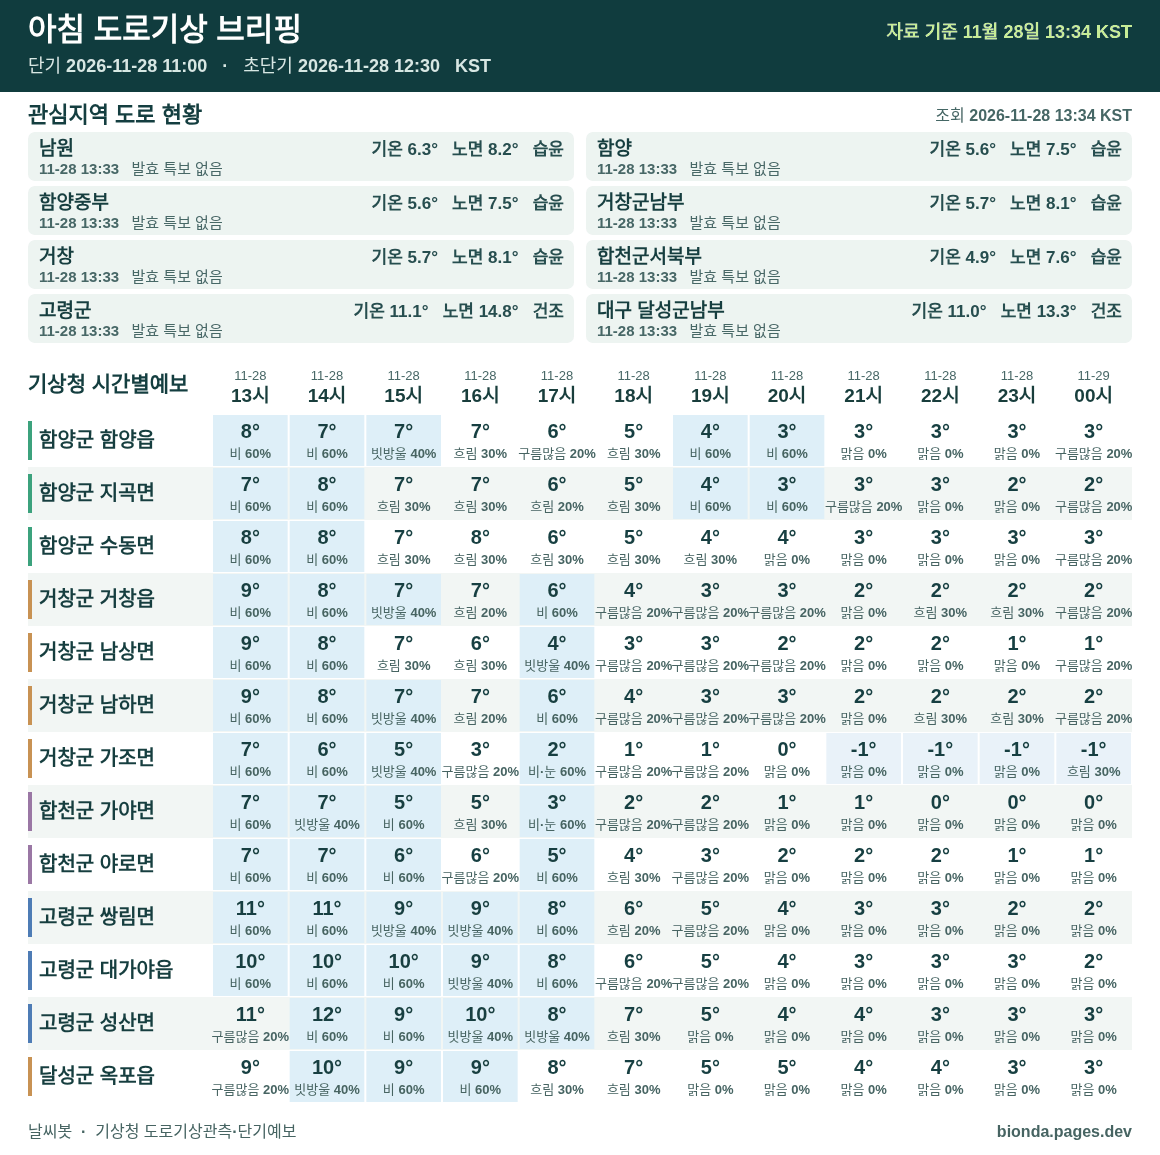 아침 도로기상 브리핑
자료 기준 11월 28일 13:34 KST
단기 2026-11-28 11:00 · 초단기 2026-11-28 12:30 KST
관심지역 도로 현황
조회 2026-11-28 13:34 KST
남원 기온 6.3° 노면 8.2° 습윤
11-28 13:33 발효 특보 없음
함양 기온 5.6° 노면 7.5° 습윤
11-28 13:33 발효 특보 없음
함양중부 기온 5.6° 노면 7.5° 습윤
11-28 13:33 발효 특보 없음
거창군남부 기온 5.7° 노면 8.1° 습윤
11-28 13:33 발효 특보 없음
거창 기온 5.7° 노면 8.1° 습윤
11-28 13:33 발효 특보 없음
합천군서북부 기온 4.9° 노면 7.6° 습윤
11-28 13:33 발효 특보 없음
고령군 기온 11.1° 노면 14.8° 건조
11-28 13:33 발효 특보 없음
대구 달성군남부 기온 11.0° 노면 13.3° 건조
11-28 13:33 발효 특보 없음
기상청 시간별예보
11-28 11-28 11-28 11-28 11-28 11-28 11-28 11-28 11-28 11-28 11-28 11-29
13시 14시 15시 16시 17시 18시 19시 20시 21시 22시 23시 00시
함양군 함양읍
8° 7° 7° 7° 6° 5° 4° 3° 3° 3° 3° 3°
비 60% 비 60% 빗방울 40% 흐림 30% 구름많음 20% 흐림 30% 비 60% 비 60% 맑음 0% 맑음 0% 맑음 0% 구름많음 20%
함양군 지곡면
7° 8° 7° 7° 6° 5° 4° 3° 3° 3° 2° 2°
비 60% 비 60% 흐림 30% 흐림 30% 흐림 20% 흐림 30% 비 60% 비 60% 구름많음 20% 맑음 0% 맑음 0% 구름많음 20%
함양군 수동면
8° 8° 7° 8° 6° 5° 4° 4° 3° 3° 3° 3°
비 60% 비 60% 흐림 30% 흐림 30% 흐림 30% 흐림 30% 흐림 30% 맑음 0% 맑음 0% 맑음 0% 맑음 0% 구름많음 20%
거창군 거창읍
9° 8° 7° 7° 6° 4° 3° 3° 2° 2° 2° 2°
비 60% 비 60% 빗방울 40% 흐림 20% 비 60% 구름많음 20% 구름많음 20% 구름많음 20% 맑음 0% 흐림 30% 흐림 30% 구름많음 20%
거창군 남상면
9° 8° 7° 6° 4° 3° 3° 2° 2° 2° 1° 1°
비 60% 비 60% 흐림 30% 흐림 30% 빗방울 40% 구름많음 20% 구름많음 20% 구름많음 20% 맑음 0% 맑음 0% 맑음 0% 구름많음 20%
거창군 남하면
9° 8° 7° 7° 6° 4° 3° 3° 2° 2° 2° 2°
비 60% 비 60% 빗방울 40% 흐림 20% 비 60% 구름많음 20% 구름많음 20% 구름많음 20% 맑음 0% 흐림 30% 흐림 30% 구름많음 20%
거창군 가조면
7° 6° 5° 3° 2° 1° 1° 0° -1° -1° -1° -1°
비 60% 비 60% 빗방울 40% 구름많음 20% 비·눈 60% 구름많음 20% 구름많음 20% 맑음 0% 맑음 0% 맑음 0% 맑음 0% 흐림 30%
합천군 가야면
7° 7° 5° 5° 3° 2° 2° 1° 1° 0° 0° 0°
비 60% 빗방울 40% 비 60% 흐림 30% 비·눈 60% 구름많음 20% 구름많음 20% 맑음 0% 맑음 0% 맑음 0% 맑음 0% 맑음 0%
합천군 야로면
7° 7° 6° 6° 5° 4° 3° 2° 2° 2° 1° 1°
비 60% 비 60% 비 60% 구름많음 20% 비 60% 흐림 30% 구름많음 20% 맑음 0% 맑음 0% 맑음 0% 맑음 0% 맑음 0%
고령군 쌍림면
11° 11° 9° 9° 8° 6° 5° 4° 3° 3° 2° 2°
비 60% 비 60% 빗방울 40% 빗방울 40% 비 60% 흐림 20% 구름많음 20% 맑음 0% 맑음 0% 맑음 0% 맑음 0% 맑음 0%
고령군 대가야읍
10° 10° 10° 9° 8° 6° 5° 4° 3° 3° 3° 2°
비 60% 비 60% 비 60% 빗방울 40% 비 60% 구름많음 20% 구름많음 20% 맑음 0% 맑음 0% 맑음 0% 맑음 0% 맑음 0%
고령군 성산면
11° 12° 9° 10° 8° 7° 5° 4° 4° 3° 3° 3°
구름많음 20% 비 60% 비 60% 빗방울 40% 빗방울 40% 흐림 30% 맑음 0% 맑음 0% 맑음 0% 맑음 0% 맑음 0% 맑음 0%
달성군 옥포읍
9° 10° 9° 9° 8° 7° 5° 5° 4° 4° 3° 3°
구름많음 20% 빗방울 40% 비 60% 비 60% 흐림 30% 흐림 30% 맑음 0% 맑음 0% 맑음 0% 맑음 0% 맑음 0% 맑음 0%
날씨봇 · 기상청 도로기상관측·단기예보
bionda.pages.dev